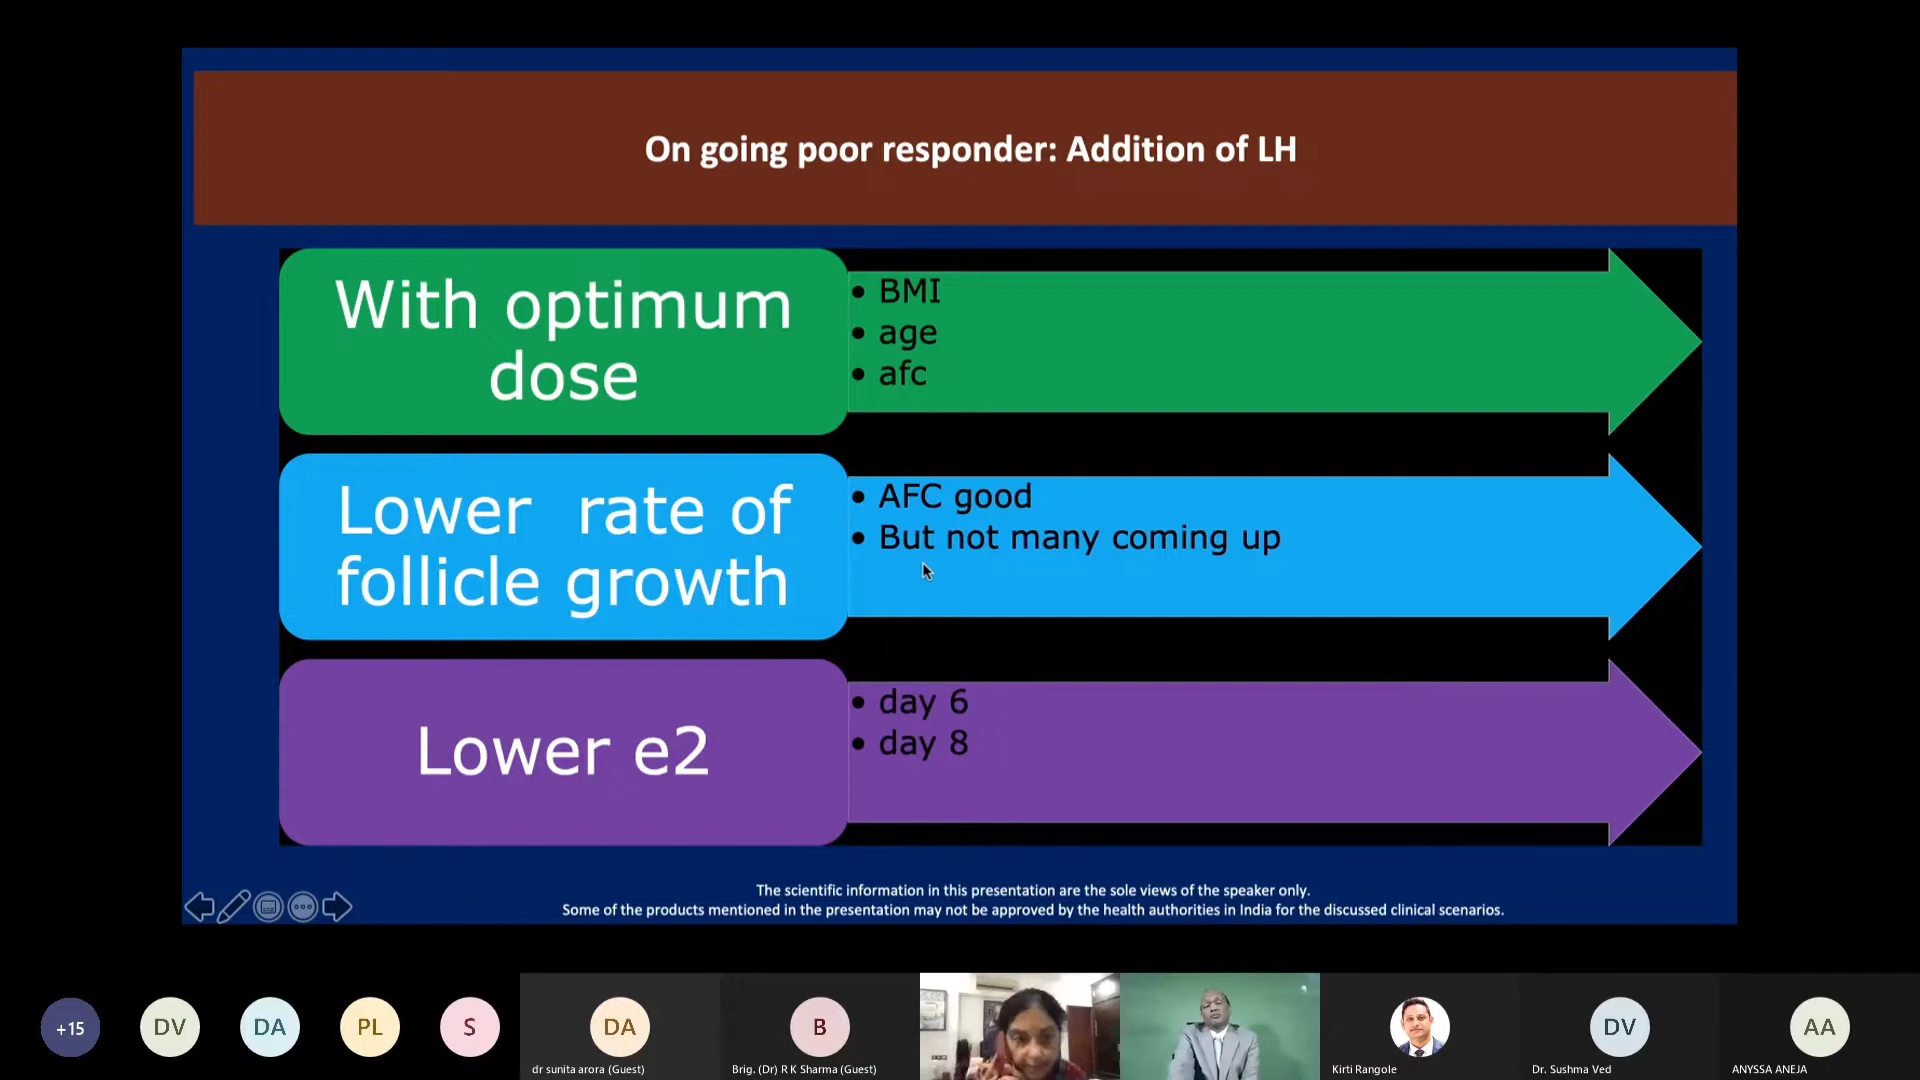 On going poor responder: Addition of LH
With optimum
dose
• BMI
• age
• afc
Lower rate of
follicle growth
• AFC good
• But not many coming up
Lower e2
• day 6
• day 8
The scientific information in this presentation are the sole views of the speaker only.
Some of the products mentioned in the presentation may not be approved by the health authorities in India for the discussed clinical scenarios.
+15
DV
DA
PL
S
DA
dr sunita arora (Guest)
B
Brig. (Dr) R K Sharma (Guest)
Kirti Rangole
DV
Dr. Sushma Ved
AA
ANYSSA ANEJA